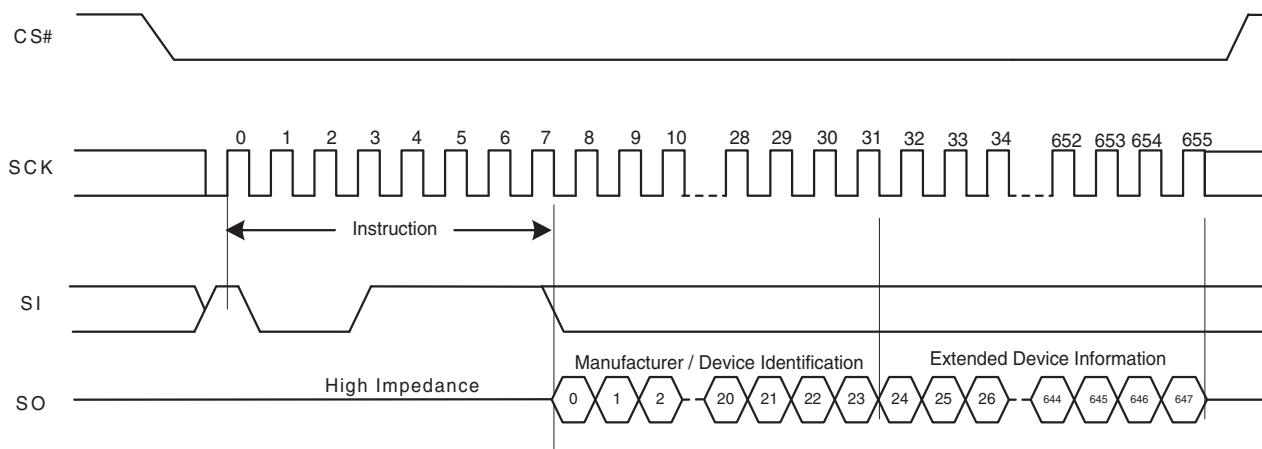 CS#
SCK
0 1 2 3 4 5 6 7 8 9 10 28 29 30 31 32 33 34 652 653 654 655
Instruction
SI
Manufacturer / Device Identification
Extended Device Information
High Impedance
SO
0 1 2 20 21 22 23 24 25 26 644 645 646 647